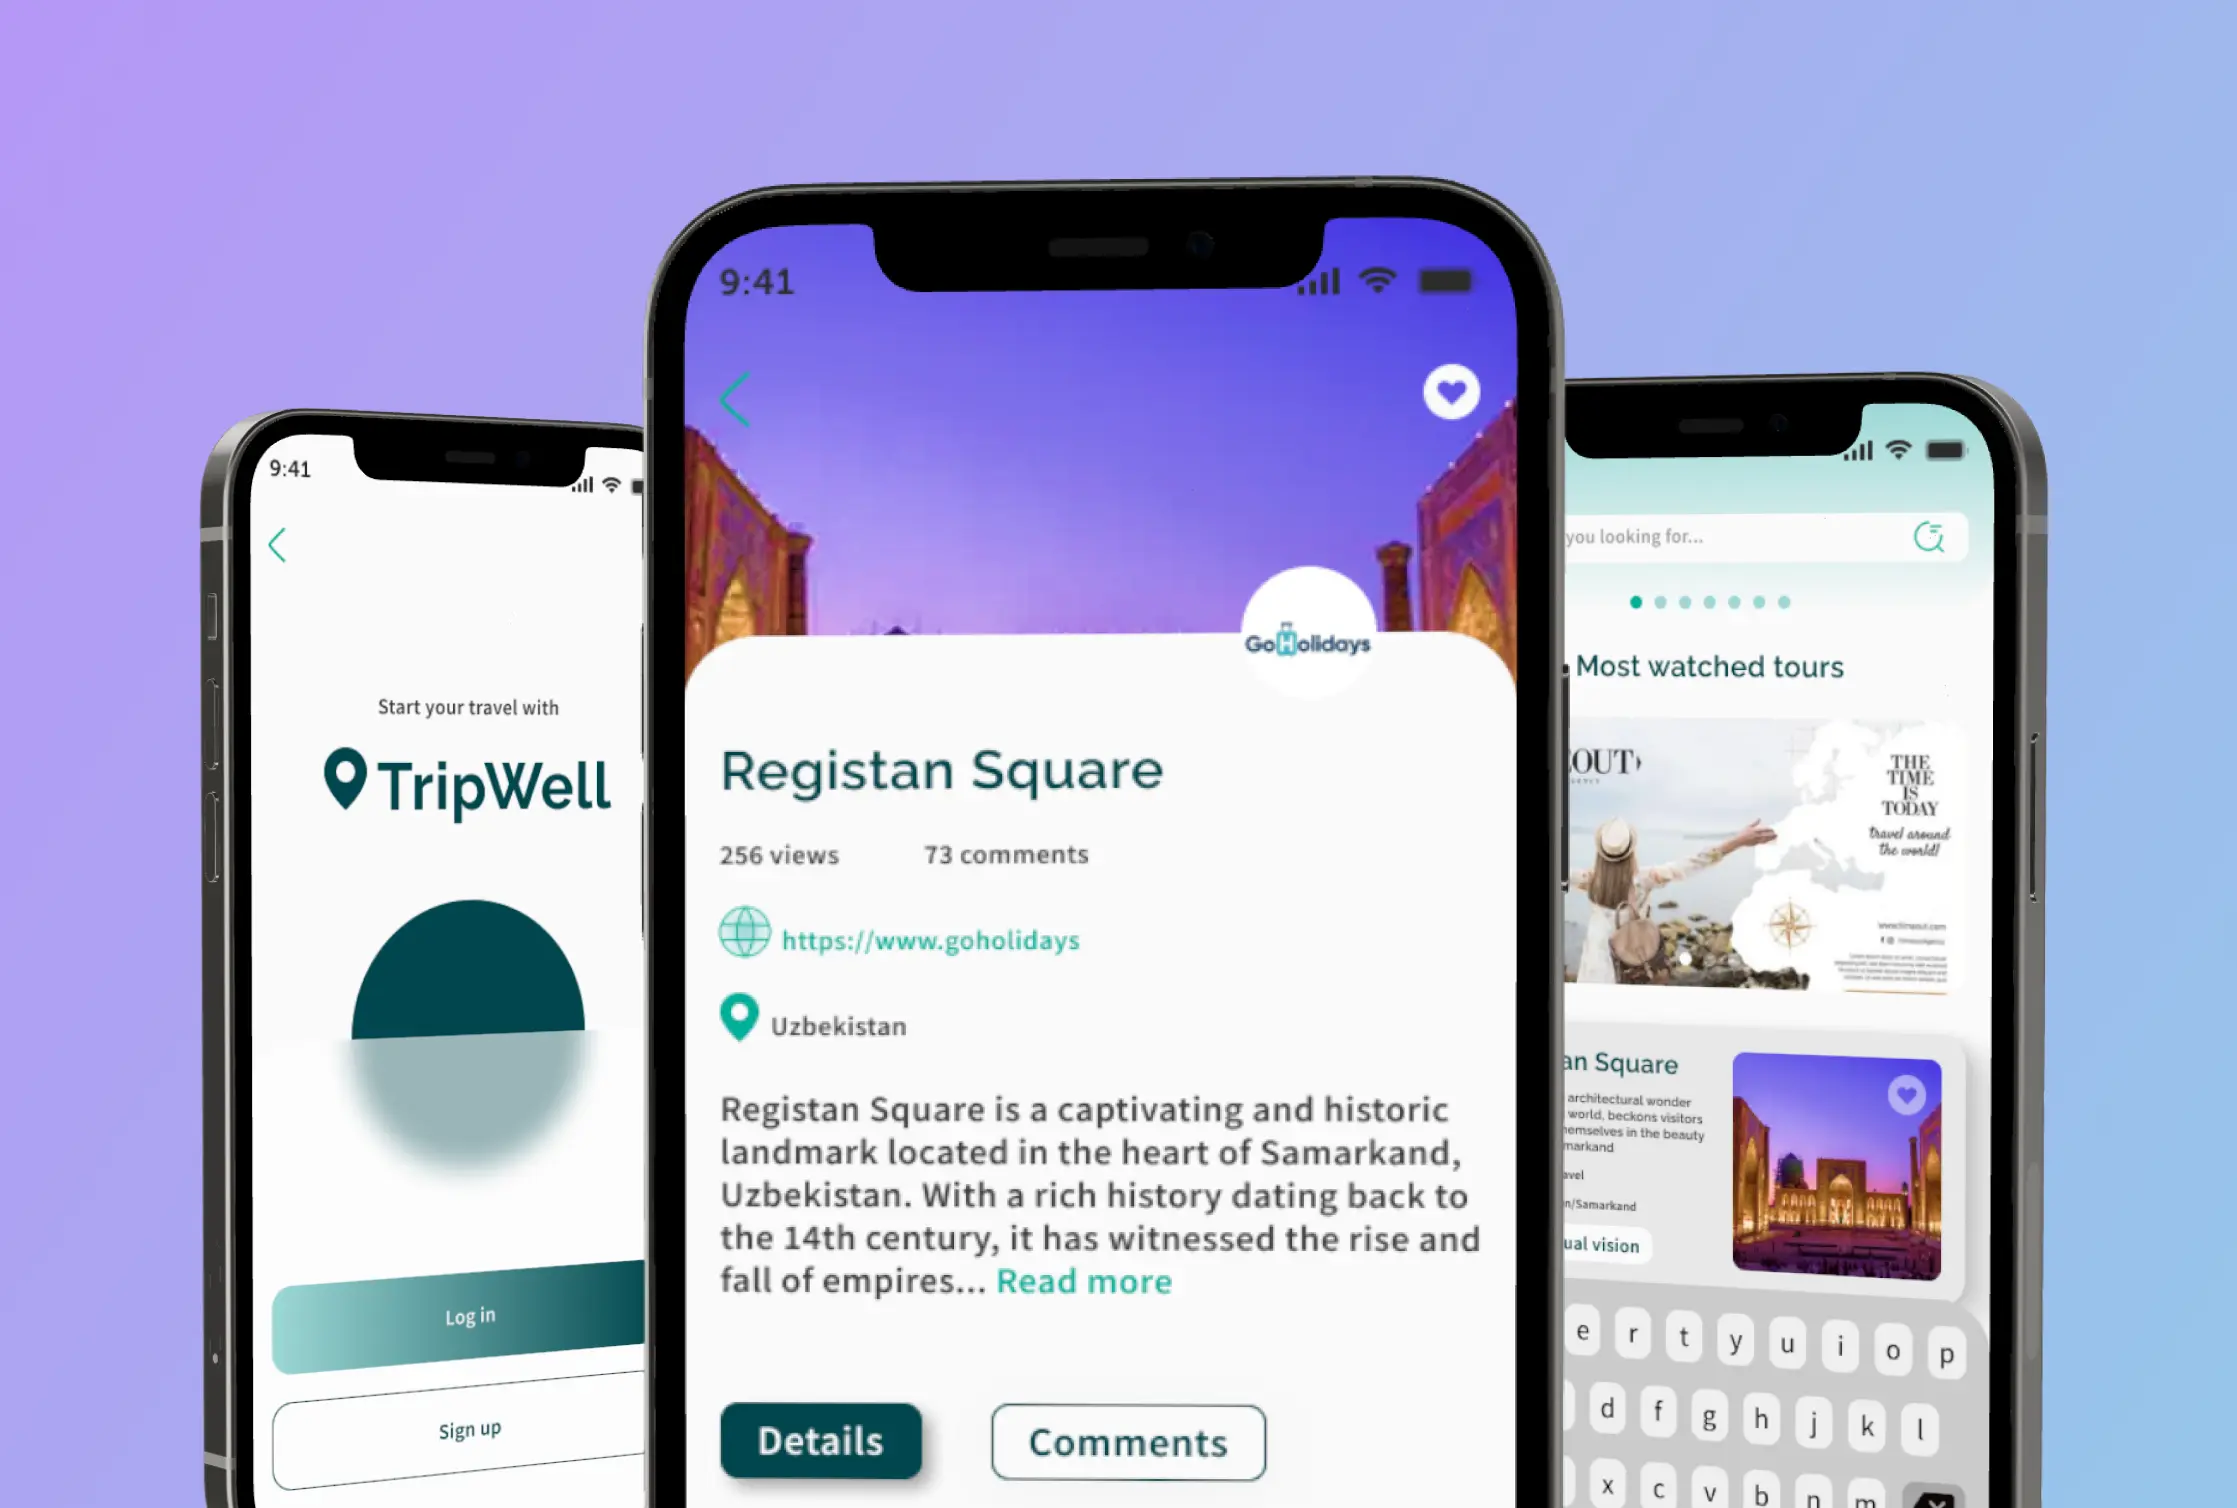 9:41
Start your travel with
TripWell
Log in
Sign up
9:41
GoHolidays
Registan Square
256 views
73 comments
https://www.goholidays
Uzbekistan
Registan Square is a captivating and historic
landmark located in the heart of Samarkand,
Uzbekistan. With a rich history dating back to
the 14th century, it has witnessed the rise and
fall of empires... Read more
Details
Comments
you looking for...
Most watched tours
OUT
THE
TIME
IS
TODAY
travel around
the world!
an Square
architectural wonder
world, beckons visitors
hemselves in the beauty
markand
avel
n/Samarkand
ual vision
e r t y u i o p
d f g h j k l
x c v b n m